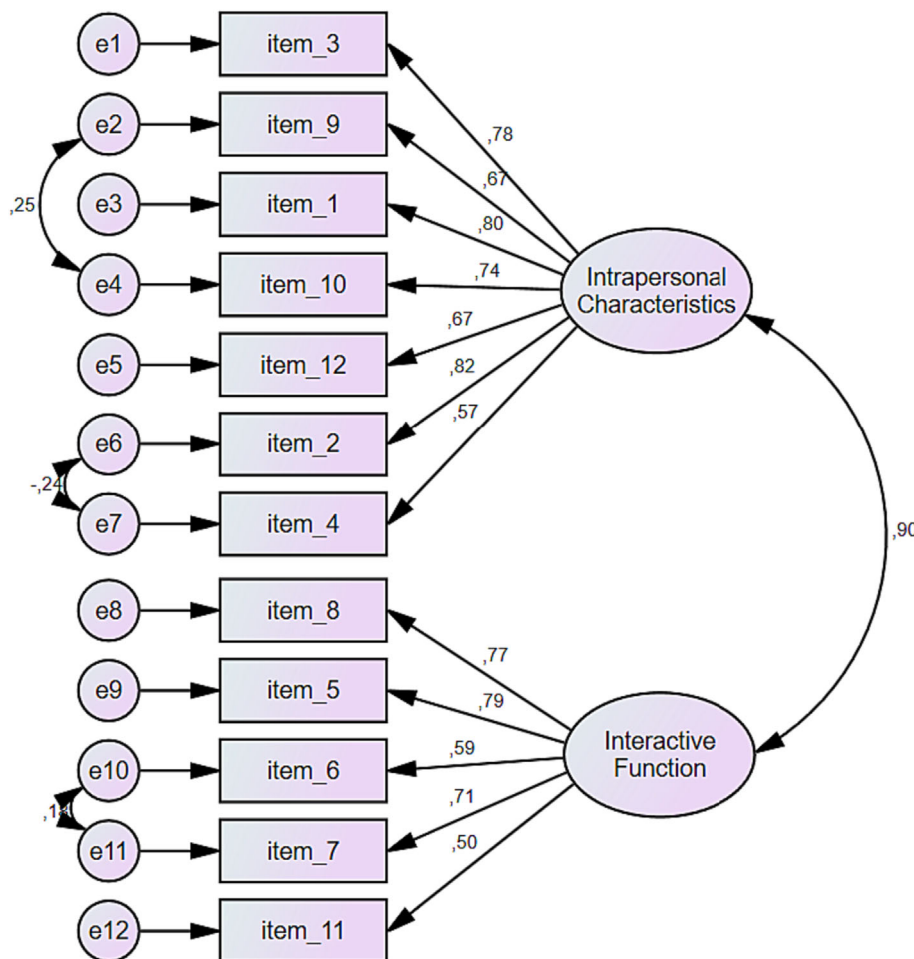 e1
item_3
e2
item_9
,78
,67
e3
item_1
,25
,80
e4
item_10
,74
Intrapersonal
Characteristics
e5
item_12
,67
,82
e6
item_2
,57
-,24
e7
item_4
,90
e8
item_8
,77
e9
item_5
,79
e10
item_6
,59
Interactive
Function
e11
item_7
,71
,50
e12
item_11